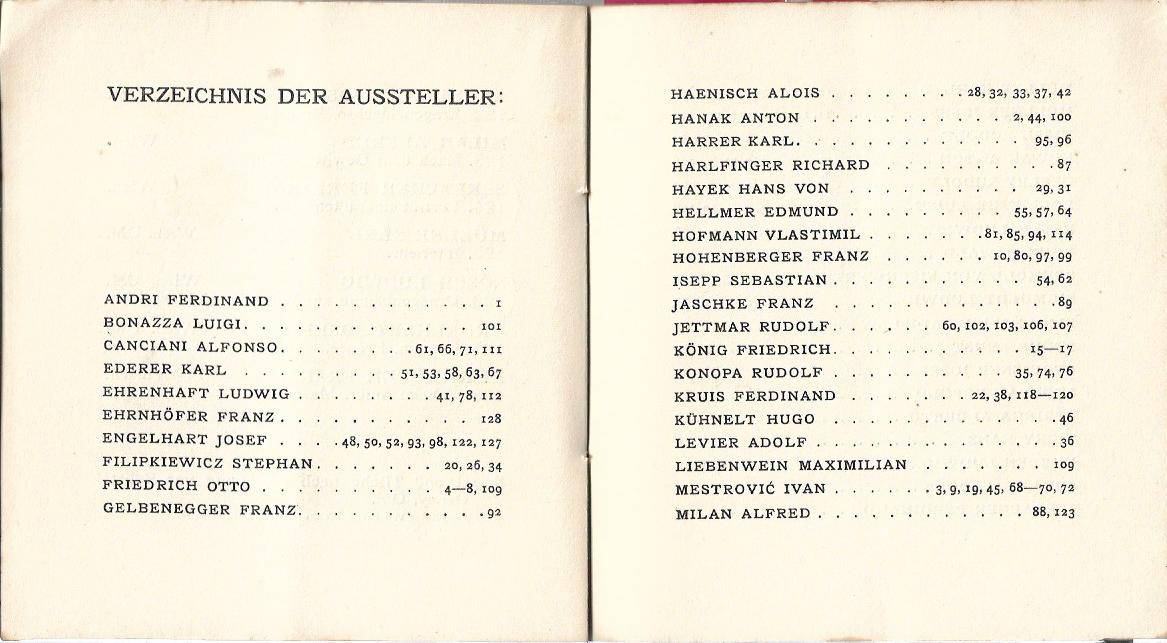 VERZEICHNIS DER AUSSTELLER:
ANDRI FERDINAND . . . . . . . . . . . . . 1
BONAZZA LUIGI. . . . . . . . . . . . . . 101
CANCIANI ALFONSO. . . . . . . . 61, 66, 71, 111
EDERER KARL . . . . . . . . . 51, 53, 58, 63, 67
EHRENHAFT LUDWIG . . . . . . . . 41, 78, 112
EHRNHÖFER FRANZ. . . . . . . . . . . . 128
ENGELHART JOSEF . . . . 48, 50, 52, 93, 98, 122, 127
FILIPKIEWICZ STEPHAN. . . . . . . 20, 26, 34
FRIEDRICH OTTO . . . . . . . . . . 4—8, 109
GELBENEGGER FRANZ. . . . . . . . . . . 92
HAENISCH ALOIS . . . . . . . . 28, 32, 33, 37, 42
HANAK ANTON . . . . . . . . . . . 2, 44, 100
HARRER KARL. . . . . . . . . . . . . 95, 96
HARLFINGER RICHARD . . . . . . . . . . 87
HAYEK HANS VON . . . . . . . . . . . 29, 31
HELLMER EDMUND . . . . . . . . . 55, 57, 64
HOFMANN VLASTIMIL . . . . . . . 81, 85, 94, 114
HOHENBERGER FRANZ . . . . . . 10, 80, 97, 99
ISEPP SEBASTIAN. . . . . . . . . . . . 54, 62
JASCHKE FRANZ . . . . . . . . . . . . . 89
JETTMAR RUDOLF. . . . . . 60, 102, 103, 106, 107
KÖNIG FRIEDRICH. . . . . . . . . . . 15—17
KONOPA RUDOLF . . . . . . . . . . 35, 74, 76
KRUIS FERDINAND . . . . . . . 22, 38, 118—120
KÜHNELT HUGO . . . . . . . . . . . . . 46
LEVIER ADOLF . . . . . . . . . . . . . . 36
LIEBENWEIN MAXIMILIAN . . . . . . . 109
MESTROVIĆ IVAN . . . . . . 3, 9, 19, 45, 68—70, 72
MILAN ALFRED . . . . . . . . . . . . 88, 123